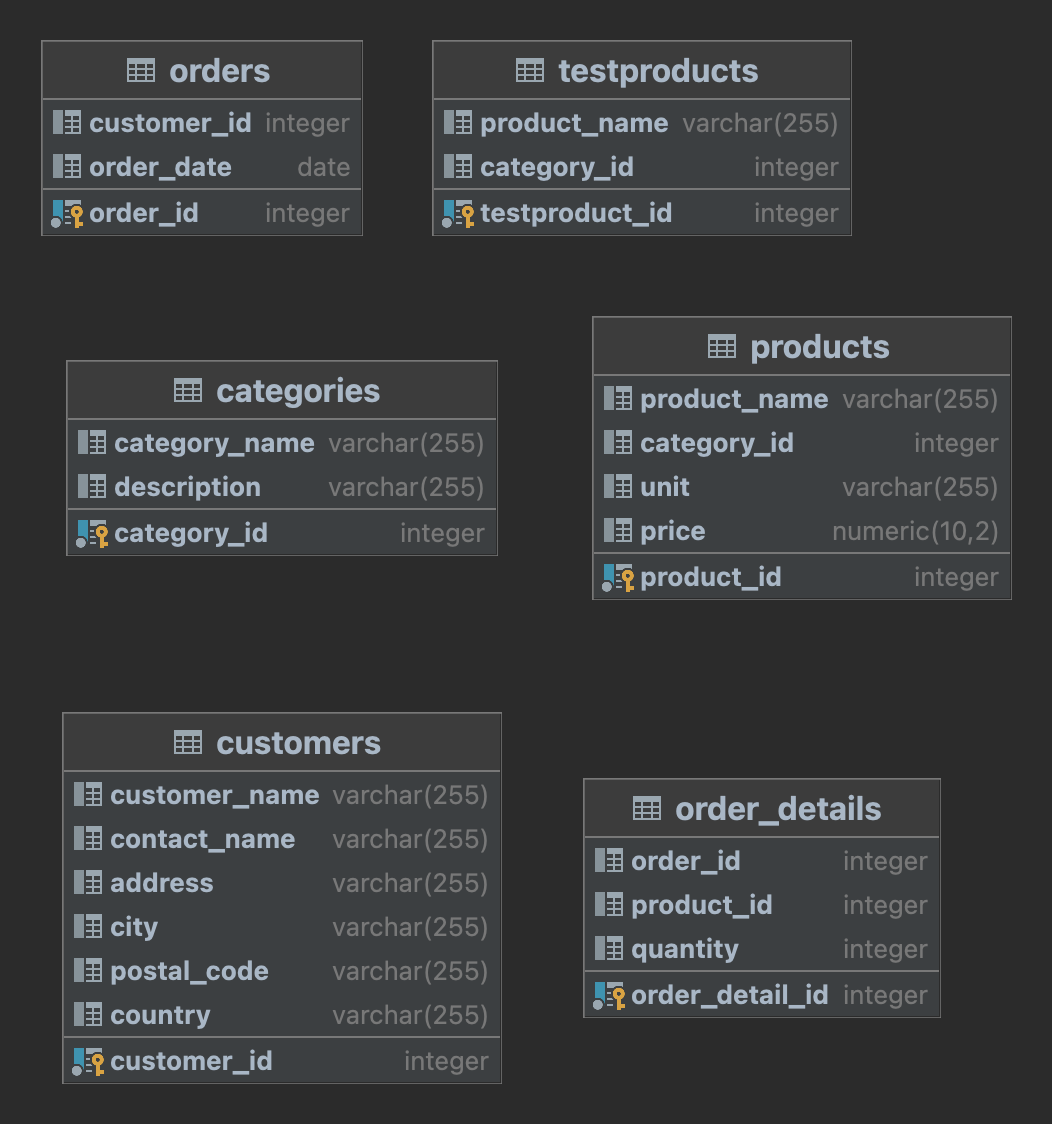 orders
customer_id integer
order_date date
order_id integer
testproducts
product_name varchar(255)
category_id integer
testproduct_id integer
categories
category_name varchar(255)
description varchar(255)
category_id integer
products
product_name varchar(255)
category_id integer
unit varchar(255)
price numeric(10,2)
product_id integer
customers
customer_name varchar(255)
contact_name varchar(255)
address varchar(255)
city varchar(255)
postal_code varchar(255)
country varchar(255)
customer_id integer
order_details
order_id integer
product_id integer
quantity integer
order_detail_id integer